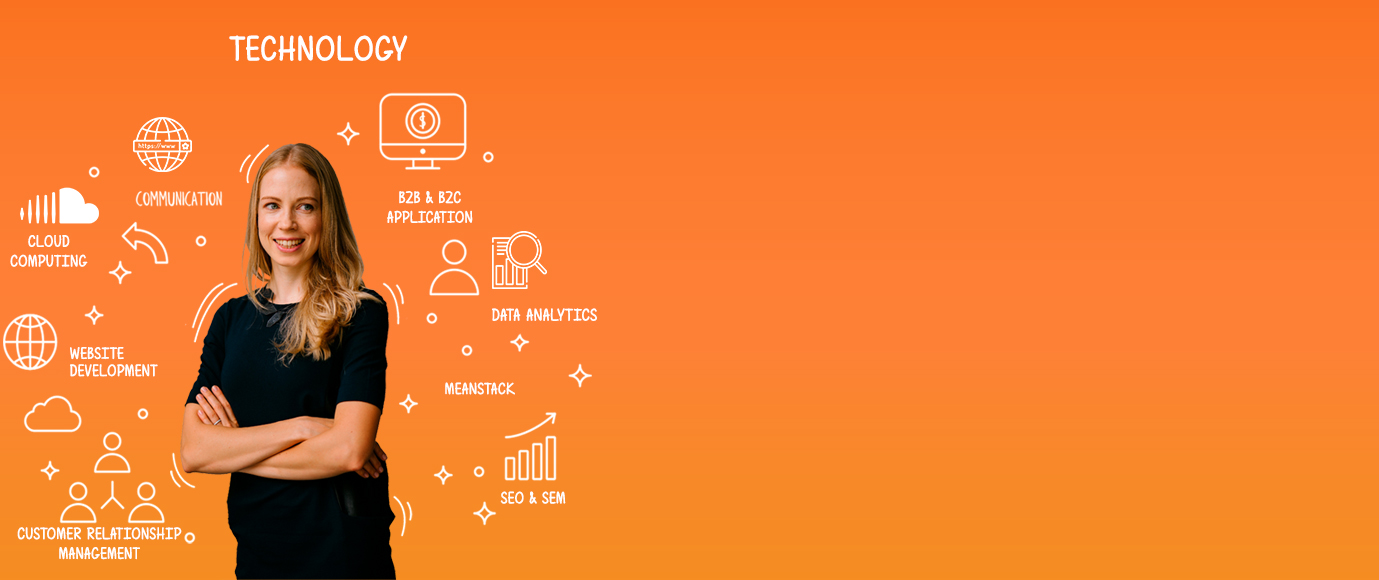 TECHNOLOGY
https://www
COMMUNICATION
B2B & B2C
APPLICATION
CLOUD
COMPUTING
DATA ANALYTICS
WEBSITE
DEVELOPMENT
MEANSTACK
SEO & SEM
CUSTOMER RELATIONSHIP
MANAGEMENT